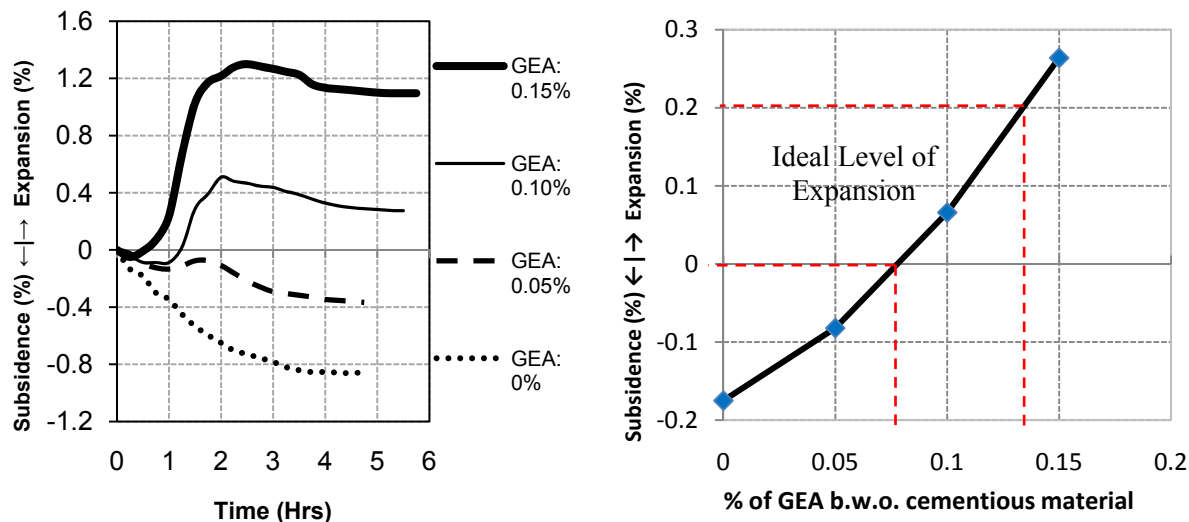 Subsidence (%) ←|→ Expansion (%)
1.6
1.2
0.8
0.4
0
-0.4
-0.8
-1.2
0 1 2 3 4 5 6
Time (Hrs)
GEA:
0.15%
GEA:
0.10%
GEA:
0.05%
GEA:
0%
Subsidence (%) ←|→ Expansion (%)
0.3
0.2
0.1
0
-0.1
-0.2
Ideal Level of
Expansion
0 0.05 0.1 0.15 0.2
% of GEA b.w.o. cementious material